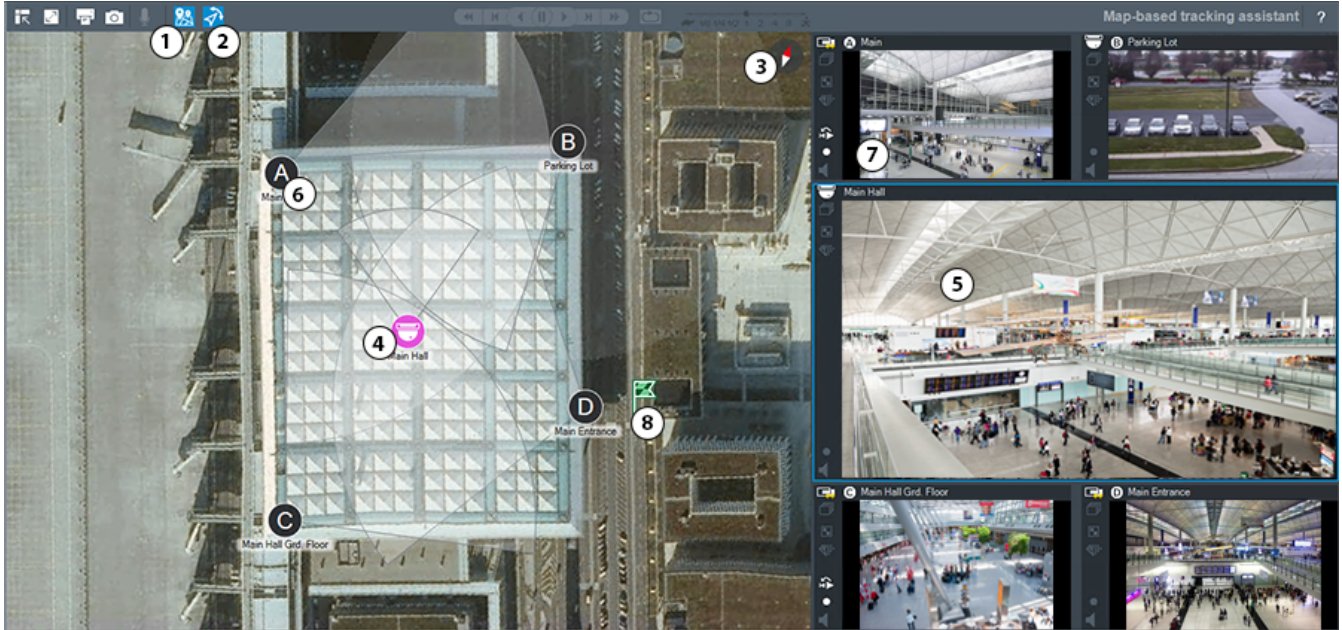 Map-based tracking assistant ?
1
2
3
A Main
B Parking Lot
B
Parking Lot
A
6
Main
7
Main Hall
5
4
Main Hall
D
Main Entrance
8
C
Main Hall Grd. Floor
C Main Hall Grd. Floor
D Main Entrance